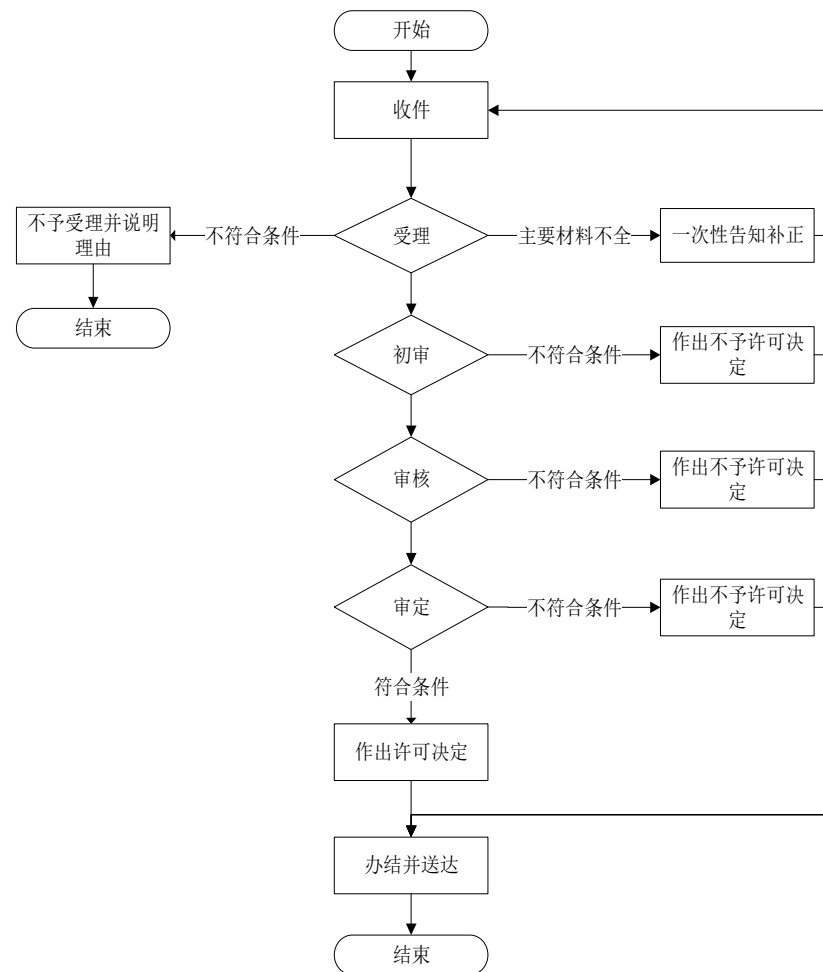 开始
收件
不予受理并说明
理由
不符合条件
受理
主要材料不全
一次性告知补正
结束
初审
不符合条件
作出不予许可决
定
审核
不符合条件
作出不予许可决
定
审定
不符合条件
作出不予许可决
定
符合条件
作出许可决定
办结并送达
结束